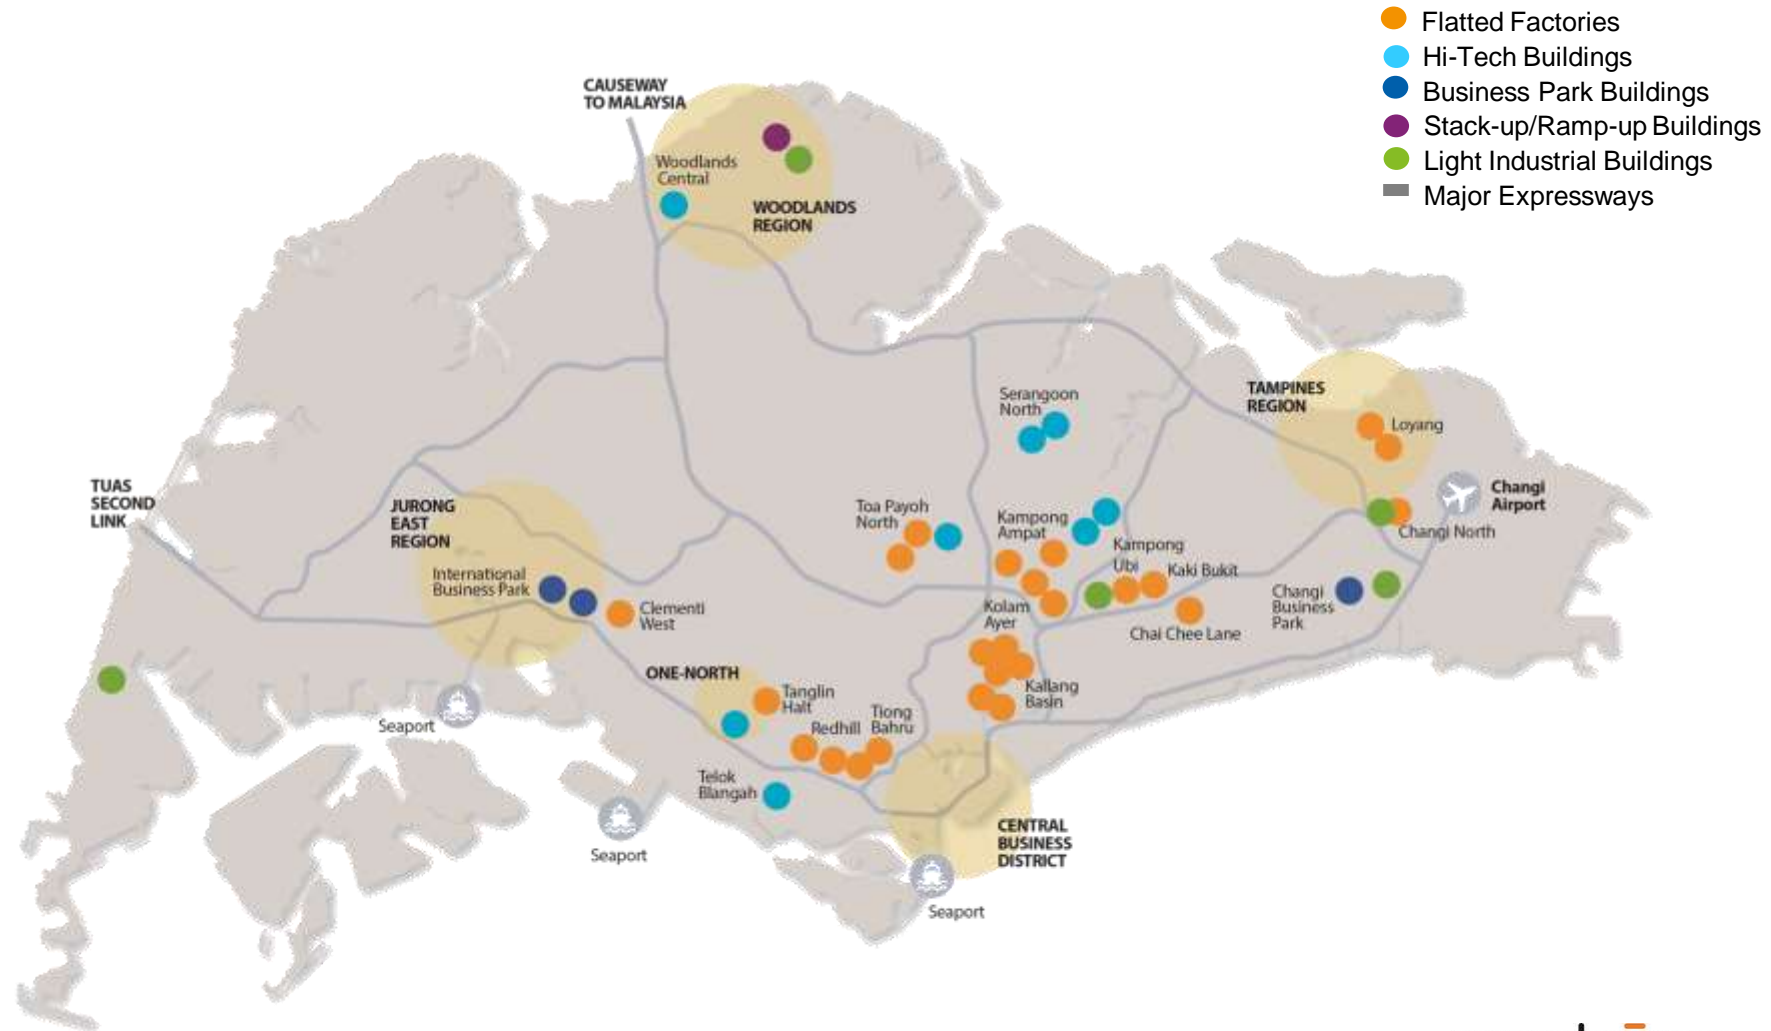 Flatted Factories
Hi-Tech Buildings
Business Park Buildings
Stack-up/Ramp-up Buildings
Light Industrial Buildings
Major Expressways
CAUSEWAY
TO MALAYSIA
Woodlands
Central
WOODLANDS
REGION
Serangoon
North
TAMPINES
REGION
Loyang
TUAS
SECOND
LINK
JURONG
EAST
REGION
Changi
Airport
Toa Payoh
North
Kampong
Ampat
Changi North
Kampong
Ubi
Kaki Bukit
International
Business Park
Clementi
West
Kolam
Ayer
Chai Chee Lane
Changi
Business
Park
ONE-NORTH
Tanglin
Halt
Kallang
Basin
Redhill
Tiong
Bahru
Seaport
Telok
Blangah
CENTRAL
BUSINESS
DISTRICT
Seaport
Seaport